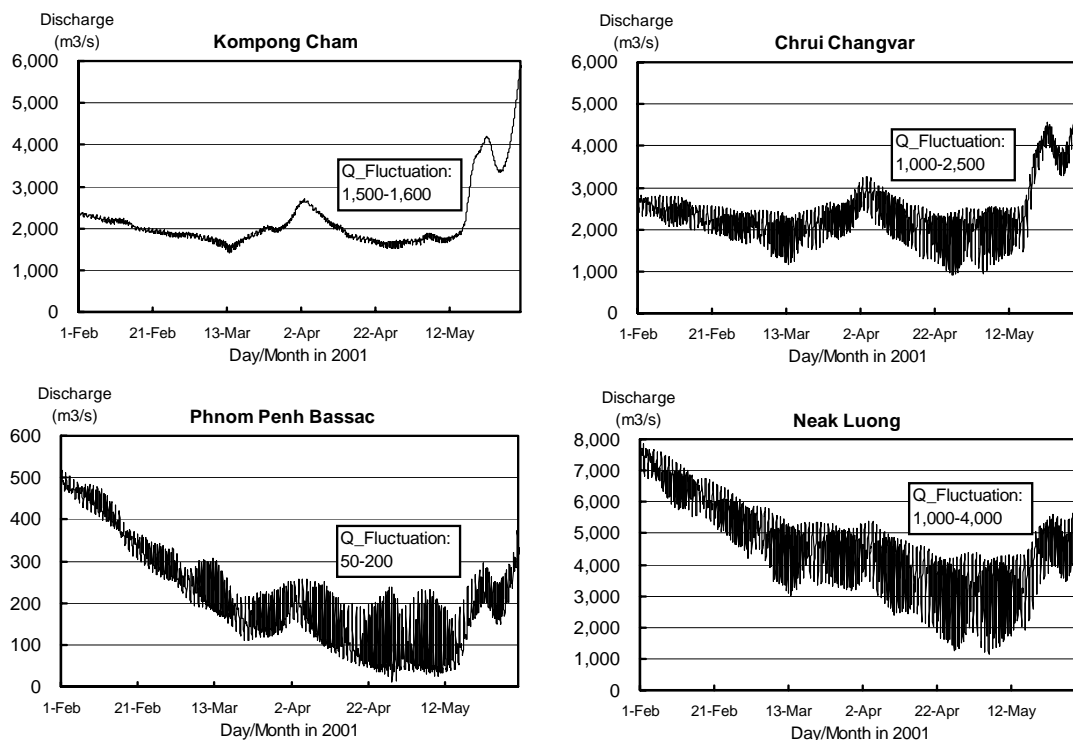 Discharge
(m3/s)
Kompong Cham
6,000
5,000
4,000
3,000
2,000
1,000
0
Q_Fluctuation:
1,500-1,600
1-Feb 21-Feb 13-Mar 2-Apr 22-Apr 12-May
Day/Month in 2001
Discharge
(m3/s)
Chrui Changvar
6,000
5,000
4,000
3,000
2,000
1,000
0
Q_Fluctuation:
1,000-2,500
1-Feb 21-Feb 13-Mar 2-Apr 22-Apr 12-May
Day/Month in 2001
Discharge
(m3/s)
Phnom Penh Bassac
600
500
400
300
200
100
0
Q_Fluctuation:
50-200
1-Feb 21-Feb 13-Mar 2-Apr 22-Apr 12-May
Day/Month in 2001
Discharge
(m3/s)
Neak Luong
8,000
7,000
6,000
5,000
4,000
3,000
2,000
1,000
0
Q_Fluctuation:
1,000-4,000
1-Feb 21-Feb 13-Mar 2-Apr 22-Apr 12-May
Day/Month in 2001